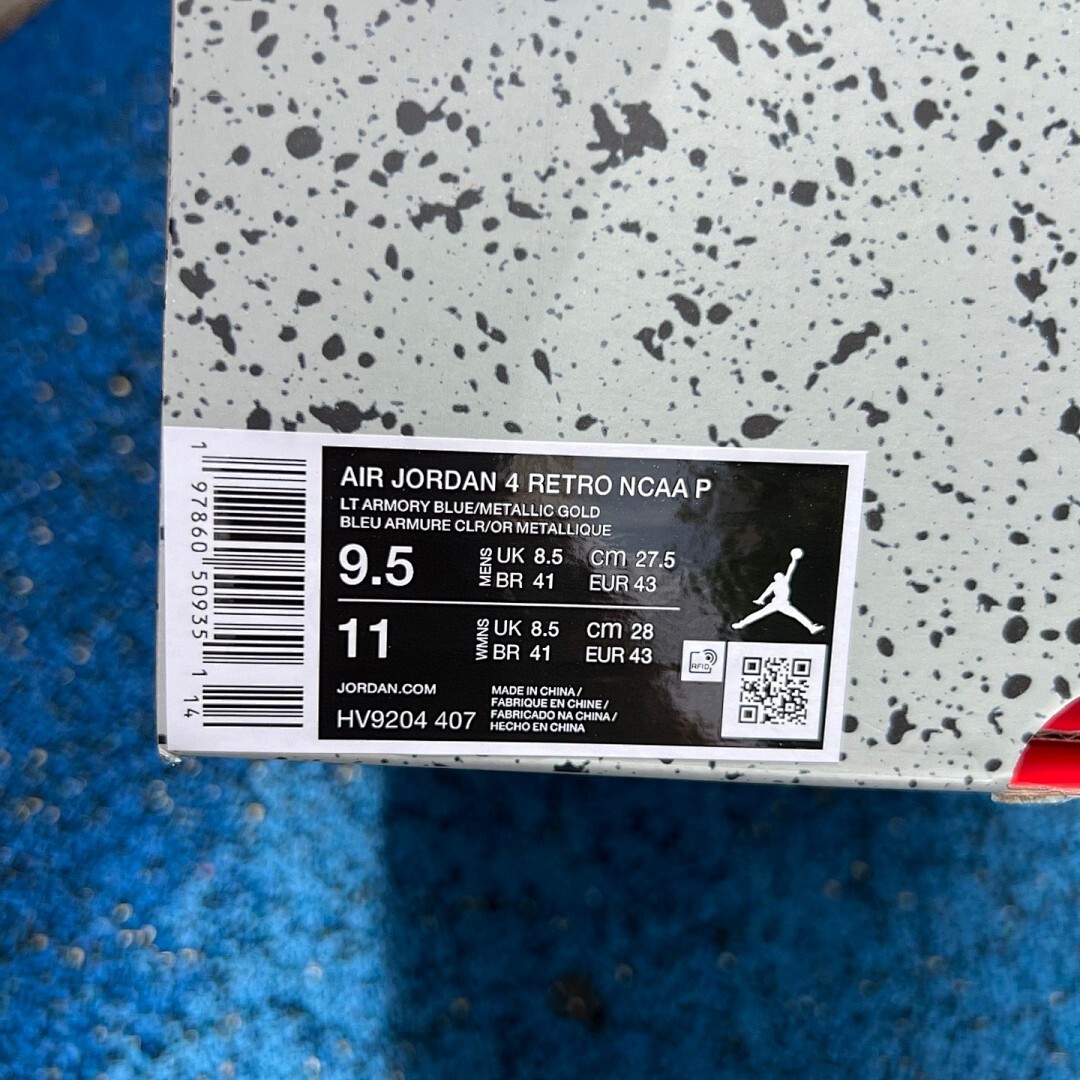 AIR JORDAN 4 RETRO NCAA P
LT ARMORY BLUE/METALLIC GOLD
BLEU ARMURE CLR/OR METALLIQUE
9.5 MENS UK 8.5 cm 27.5
BR 41 EUR 43
11 WMNS UK 8.5 cm 28
BR 41 EUR 43
RFID
JORDAN.COM
HV9204 407
MADE IN CHINA /
FABRIQUE EN CHINE /
FABRICADO NA CHINA /
HECHO EN CHINA
1 97860 50935 1 14